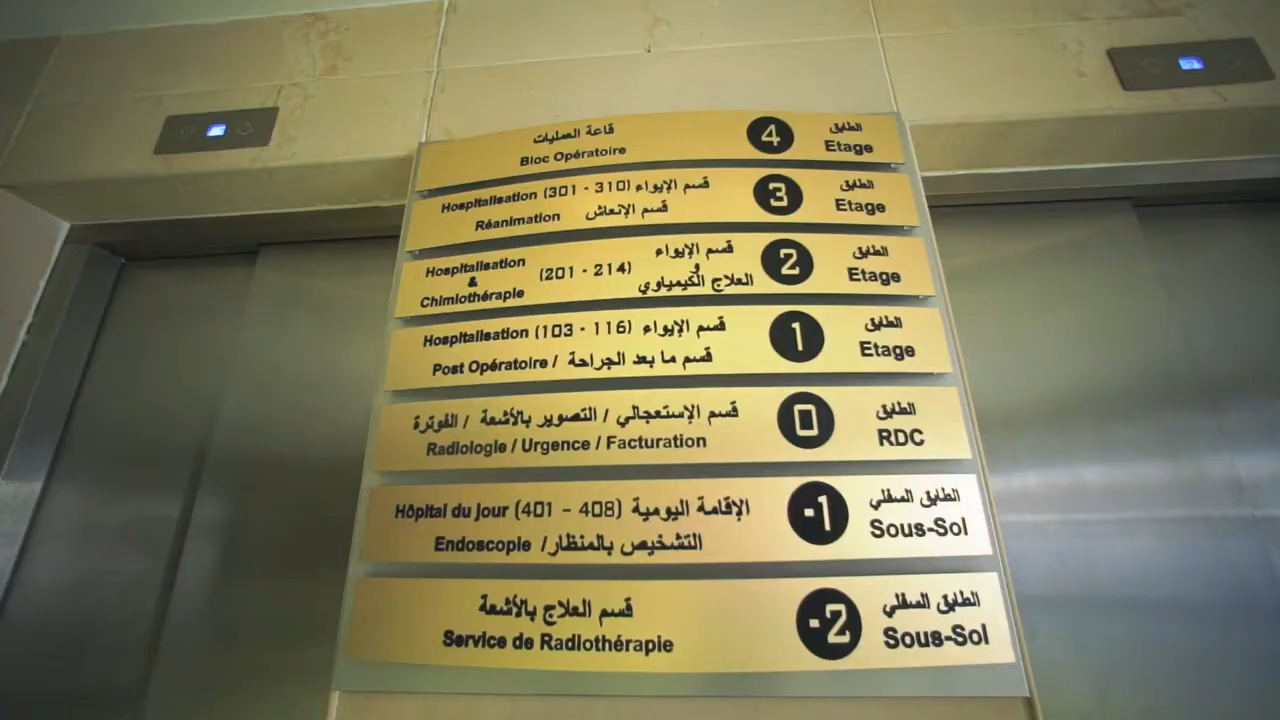 قاعة العمليات 4 الطابق
Bloc Opératoire Etage
Hospitalisation (301 - 310) قسم الإيواء 3 الطابق
Réanimation قسم الإنعاش Etage
Hospitalisation & Chimiothérapie (201 - 214) قسم الإيواء و العلاج الكيمياوي 2 الطابق Etage
Hospitalisation (103 - 116) قسم الإيواء 1 الطابق
Post Opératoire / قسم ما بعد الجراحة Etage
قسم الإستعجالي / التصوير بالأشعة / الفوترة 0 الطابق
Radiologie / Urgence / Facturation RDC
Hôpital du jour (401 - 408) الإقامة اليومية -1 الطابق السفلي
Endoscopie / التشخيص بالمنظار Sous-Sol
قسم العلاج بالأشعة -2 الطابق السفلي
Service de Radiothérapie Sous-Sol